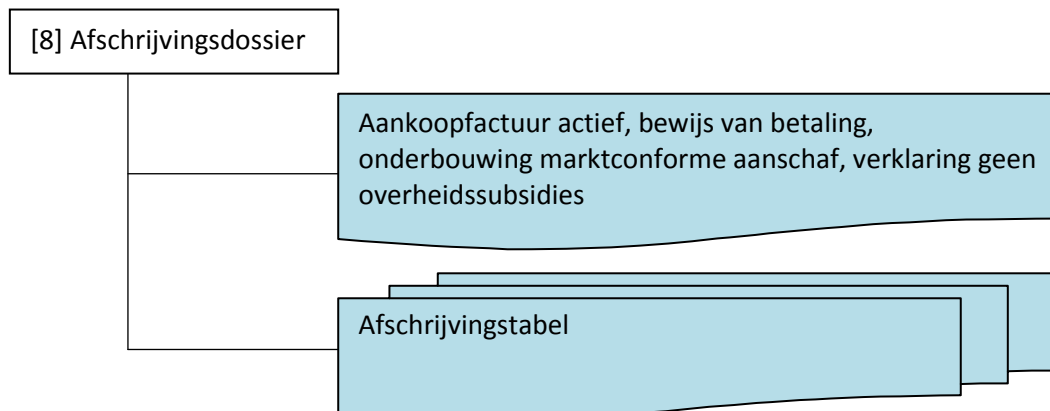 [8] Afschrijvingsdossier
Aankoopfactuur actief, bewijs van betaling,
onderbouwing marktconforme aanschaf, verklaring geen
overheidssubsidies
Afschrijvingstabel